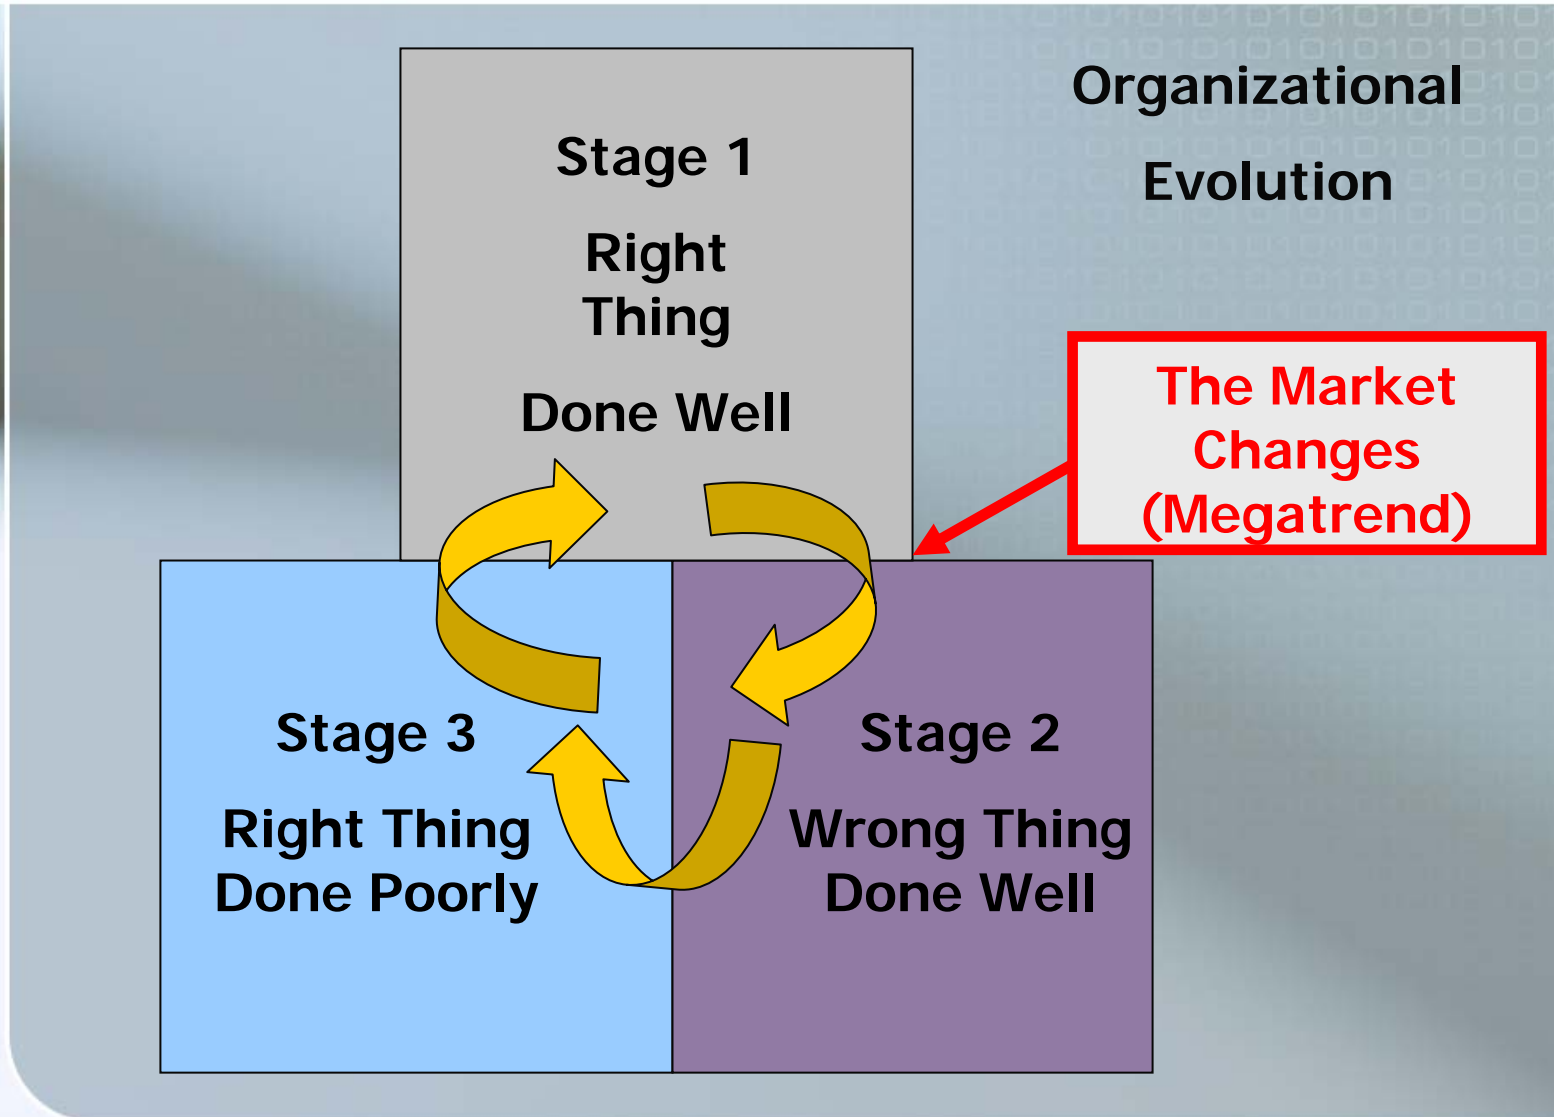 Organizational
Evolution
Stage 1
Right
Thing
Done Well
The Market
Changes
(Megatrend)
Stage 3
Right Thing
Done Poorly
Stage 2
Wrong Thing
Done Well